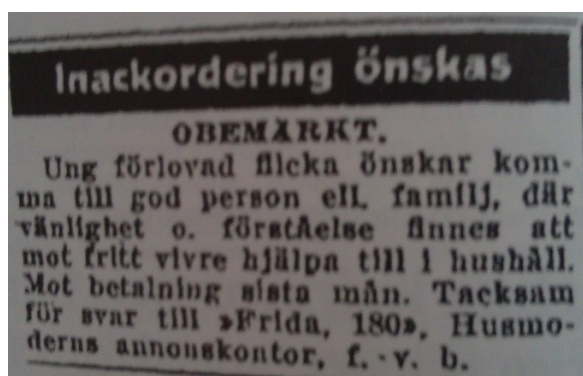 Inackordering önskas
OBEMÄRKT.
Ung förlovad flicka önskar kom-
ma till god person ell. familj, där
vänlighet o. förståelse finnes att
mot fritt vivre hjälpa till i hushåll.
Mot betalning sista mån. Tacksam
för svar till »Frida, 180», Husmo-
derns annonskontor, f. v. b.